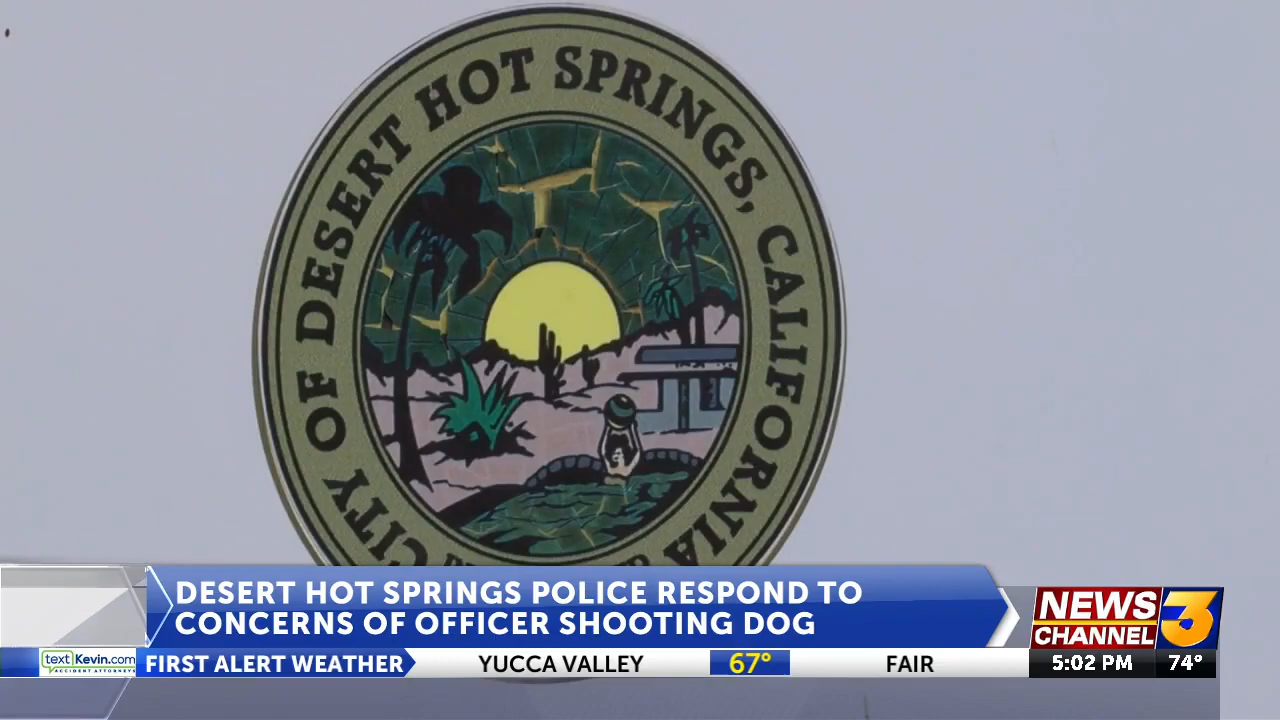 CITY OF DESERT HOT SPRINGS, CALIFORNIA
DESERT HOT SPRINGS POLICE RESPOND TO
CONCERNS OF OFFICER SHOOTING DOG
NEWS
CHANNEL 3
textKevin.com
ACCIDENT ATTORNEYS
FIRST ALERT WEATHER
YUCCA VALLEY 67° FAIR
5:02 PM 74°